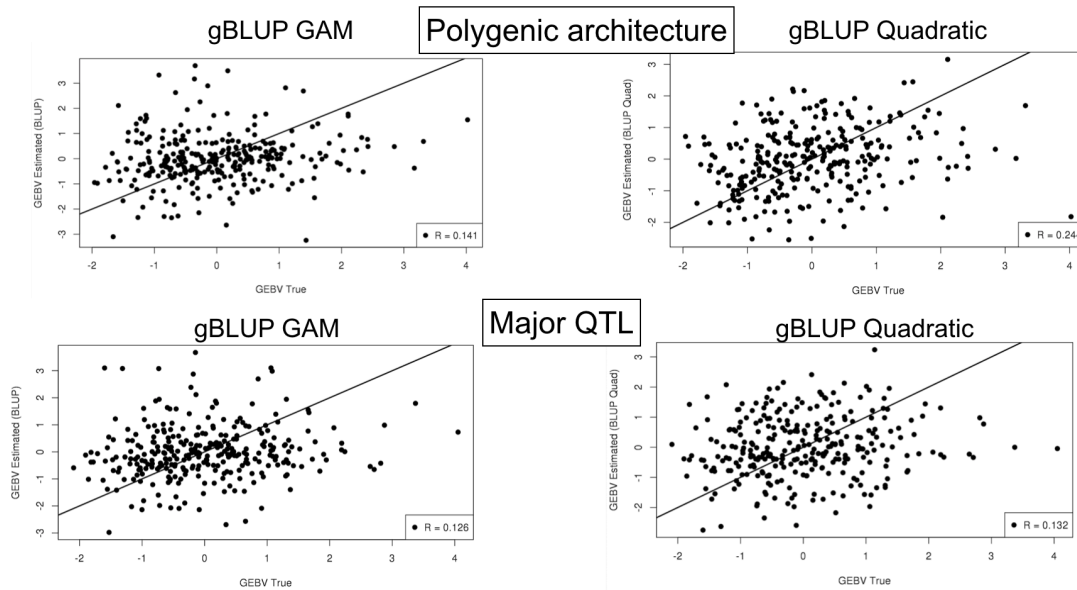 Polygenic architecture
gBLUP GAM
GEBV Estimated (BLUP)
3
2
1
0
-1
-2
-3
-2 -1 0 1 2 3 4
GEBV True
R = 0.141
gBLUP Quadratic
GEBV Estimated (BLUP Quad)
3
2
1
0
-1
-2
-2 -1 0 1 2 3 4
GEBV True
R = 0.24
Major QTL
gBLUP GAM
GEBV Estimated (BLUP)
3
2
1
0
-1
-2
-3
-2 -1 0 1 2 3 4
GEBV True
R = 0.126
gBLUP Quadratic
GEBV Estimated (BLUP Quad)
3
2
1
0
-1
-2
-2 -1 0 1 2 3 4
GEBV True
R = 0.132